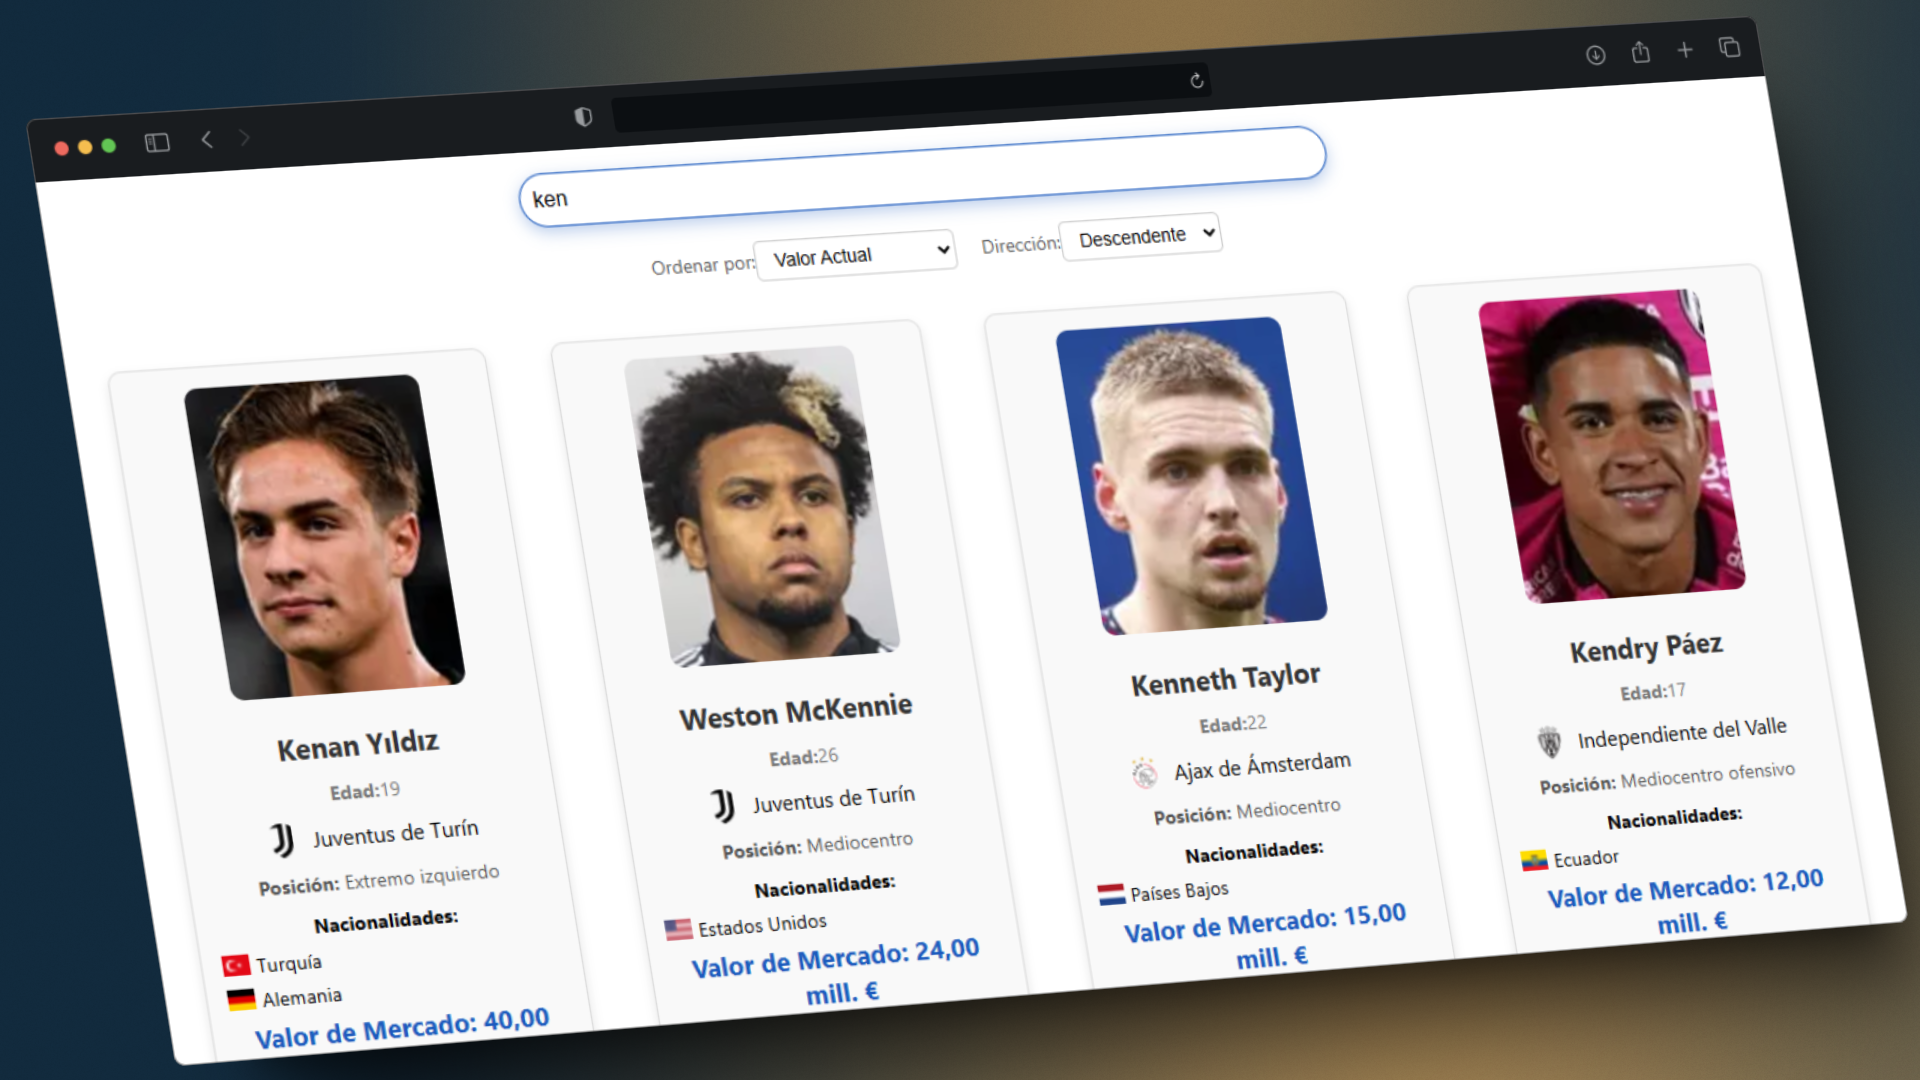 ken
Ordenar por: Valor Actual Dirección: Descendente
Kenan Yıldız
Edad:19
Juventus de Turín
Posición: Extremo izquierdo
Nacionalidades:
Turquía
Alemania
Valor de Mercado: 40,00
Weston McKennie
Edad:26
Juventus de Turín
Posición: Mediocentro
Nacionalidades:
Estados Unidos
Valor de Mercado: 24,00
mill. €
Kenneth Taylor
Edad:22
Ajax de Ámsterdam
Posición: Mediocentro
Nacionalidades:
Países Bajos
Valor de Mercado: 15,00
mill. €
Kendry Páez
Edad:17
Independiente del Valle
Posición: Mediocentro ofensivo
Nacionalidades:
Ecuador
Valor de Mercado: 12,00
mill. €